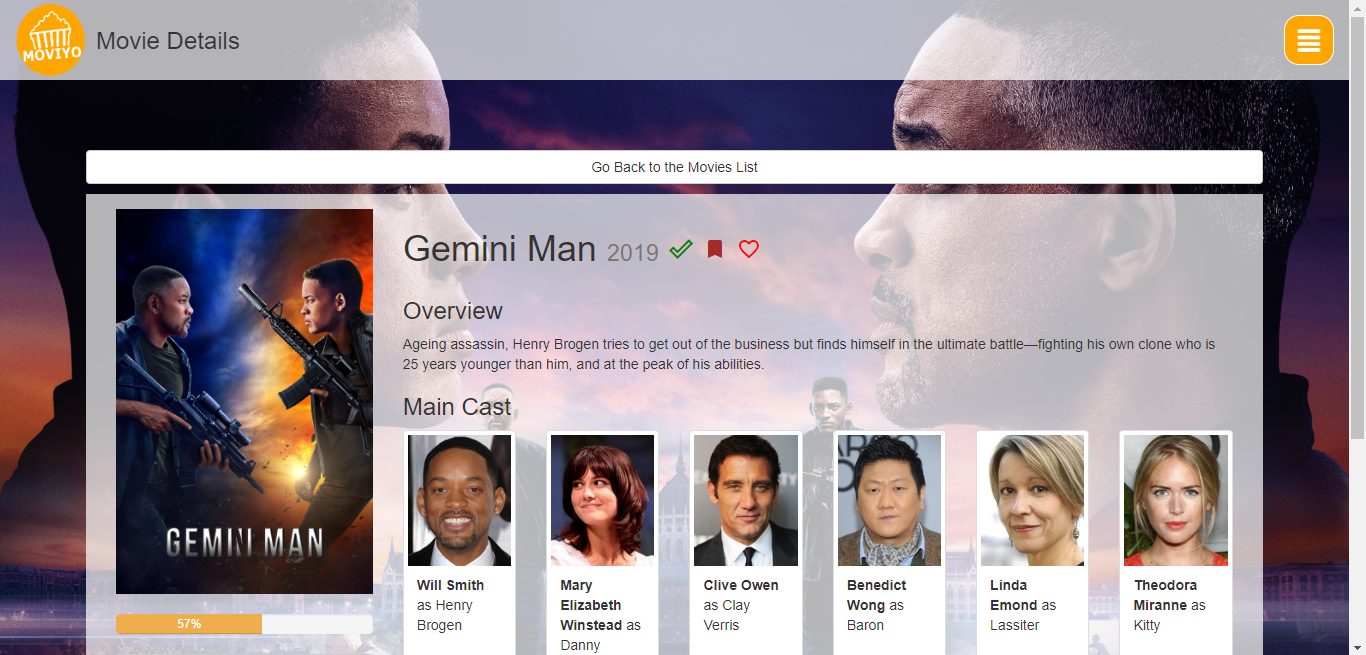 MOVIYO
Movie Details
Go Back to the Movies List
Gemini Man 2019
Overview
Ageing assassin, Henry Brogen tries to get out of the business but finds himself in the ultimate battle—fighting his own clone who is
25 years younger than him, and at the peak of his abilities.
Main Cast
GEMINI MAN
57%
Will Smith
as Henry
Brogen
Mary
Elizabeth
Winstead as
Danny
Clive Owen
as Clay
Verris
Benedict
Wong as
Baron
Linda
Emond as
Lassiter
Theodora
Miranne as
Kitty